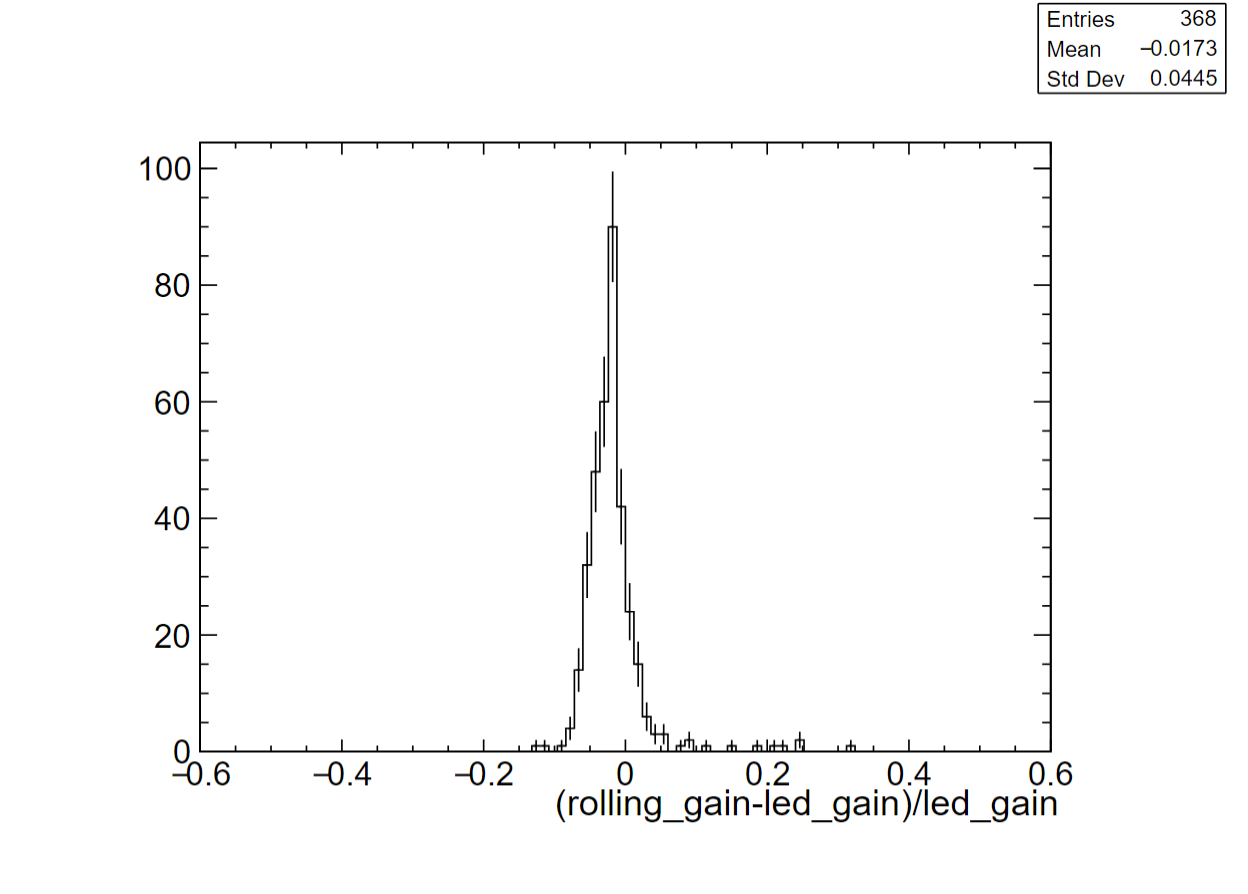 Entries 368
Mean −0.0173
Std Dev 0.0445
100
80
60
40
20
0
−0.6 −0.4 −0.2 0 0.2 0.4 0.6
(rolling_gain-led_gain)/led_gain